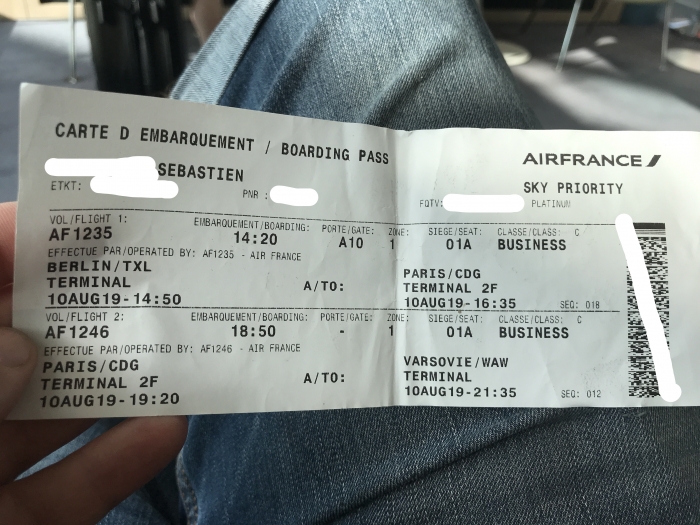 CARTE D EMBARQUEMENT / BOARDING PASS
AIRFRANCE
SEBASTIEN
SKY PRIORITY
ETKT:
PNR :
FQTV: PLATINUM
VOL/FLIGHT 1: EMBARQUEMENT/BOARDING: PORTE/GATE: ZONE: SIEGE/SEAT: CLASSE/CLASS: C
AF1235 14:20 A10 1 01A BUSINESS
EFFECTUE PAR/OPERATED BY: AF1235 - AIR FRANCE
BERLIN/TXL PARIS/CDG
TERMINAL A/TO: TERMINAL 2F
10AUG19-14:50 10AUG19-16:35 SEQ: 018
VOL/FLIGHT 2: EMBARQUEMENT/BOARDING: PORTE/GATE: ZONE: SIEGE/SEAT: CLASSE/CLASS: C
AF1246 18:50 - 1 01A BUSINESS
EFFECTUE PAR/OPERATED BY: AF1246 - AIR FRANCE
PARIS/CDG VARSOVIE/WAW
TERMINAL 2F A/TO: TERMINAL
10AUG19-19:20 10AUG19-21:35 SEQ: 012